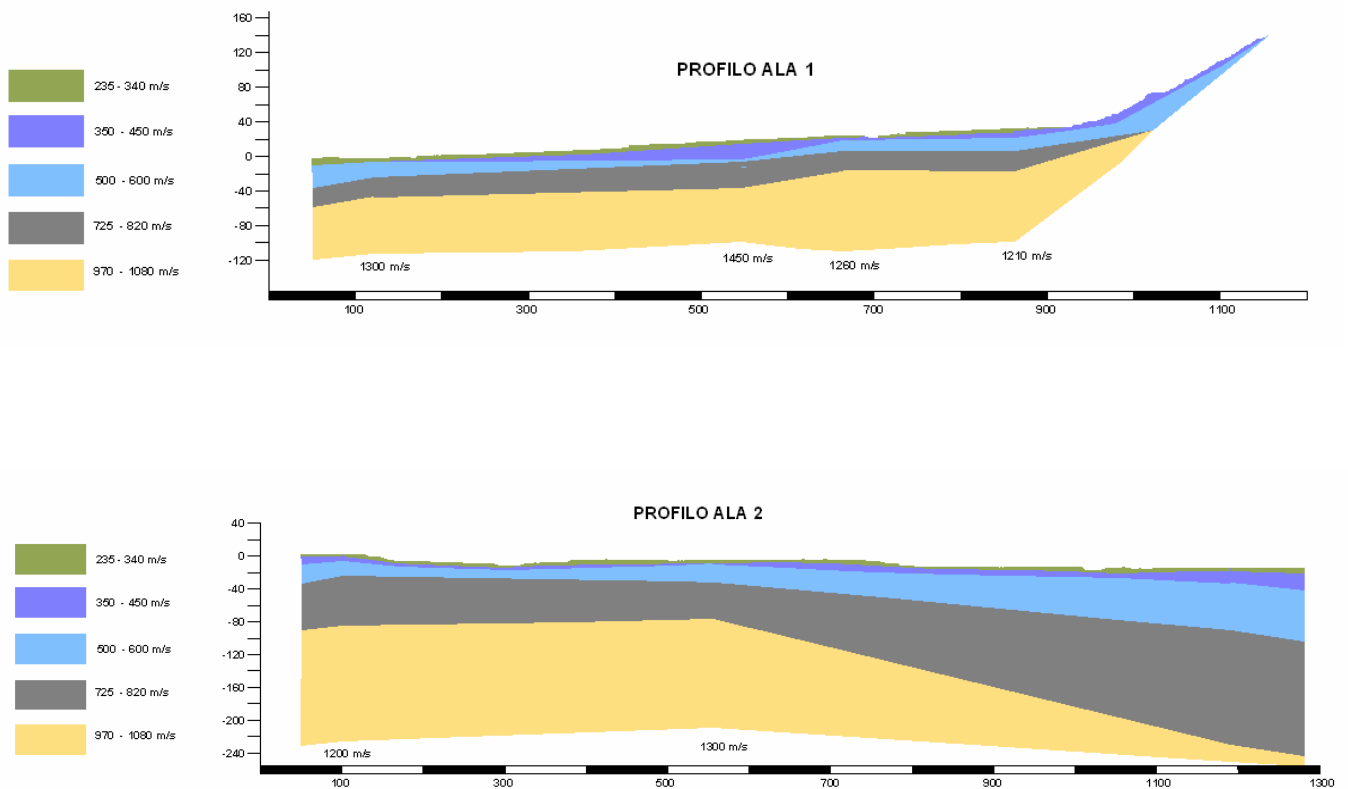 PROFILO ALA 1
160
120
80
40
0
-40
-80
-120
235 - 340 m/s
350 - 450 m/s
500 - 600 m/s
725 - 820 m/s
970 - 1080 m/s
1300 m/s
1450 m/s
1260 m/s
1210 m/s
100
300
500
700
900
1100
PROFILO ALA 2
40
0
-40
-80
-120
-160
-200
-240
235 - 340 m/s
350 - 450 m/s
500 - 600 m/s
725 - 820 m/s
970 - 1080 m/s
1200 m/s
1300 m/s
100
300
500
700
900
1100
1300